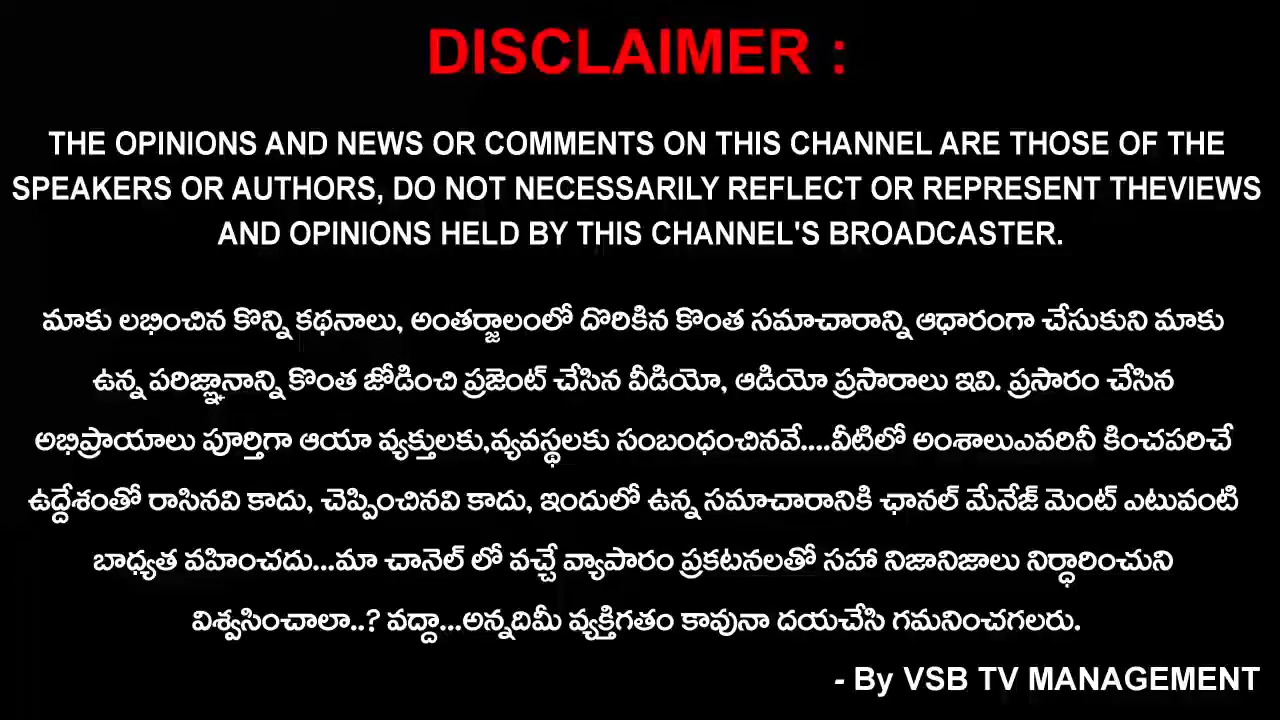 DISCLAIMER :
THE OPINIONS AND NEWS OR COMMENTS ON THIS CHANNEL ARE THOSE OF THE
SPEAKERS OR AUTHORS, DO NOT NECESSARILY REFLECT OR REPRESENT THEVIEWS
AND OPINIONS HELD BY THIS CHANNEL'S BROADCASTER.
మాకు లభించిన కొన్ని కథనాలు, అంతర్జాలంలో దొరికిన కొంత సమాచారాన్ని ఆధారంగా చేసుకుని మాకు
ఉన్న పరిజ్ఞానాన్ని కొంత జోడించి ప్రజెంట్ చేసిన వీడియో, ఆడియో ప్రసారాలు ఇవి. ప్రసారం చేసిన
అభిప్రాయాలు పూర్తిగా ఆయా వ్యక్తులకు,వ్యవస్థలకు సంబంధంచినవే....వీటిలో అంశాలుఎవరినీ కించపరిచే
ఉద్దేశంతో రాసినవి కాదు, చెప్పించినవి కాదు, ఇందులో ఉన్న సమాచారానికి ఛానల్ మేనేజ్ మెంట్ ఎటువంటి
బాధ్యత వహించదు...మా చానెల్ లో వచ్చే వ్యాపారం ప్రకటనలతో సహా నిజానిజాలు నిర్ధారించుని
విశ్వసించాలా..? వద్దా...అన్నదిమీ వ్యక్తిగతం కావునా దయచేసి గమనించగలరు.
- By VSB TV MANAGEMENT